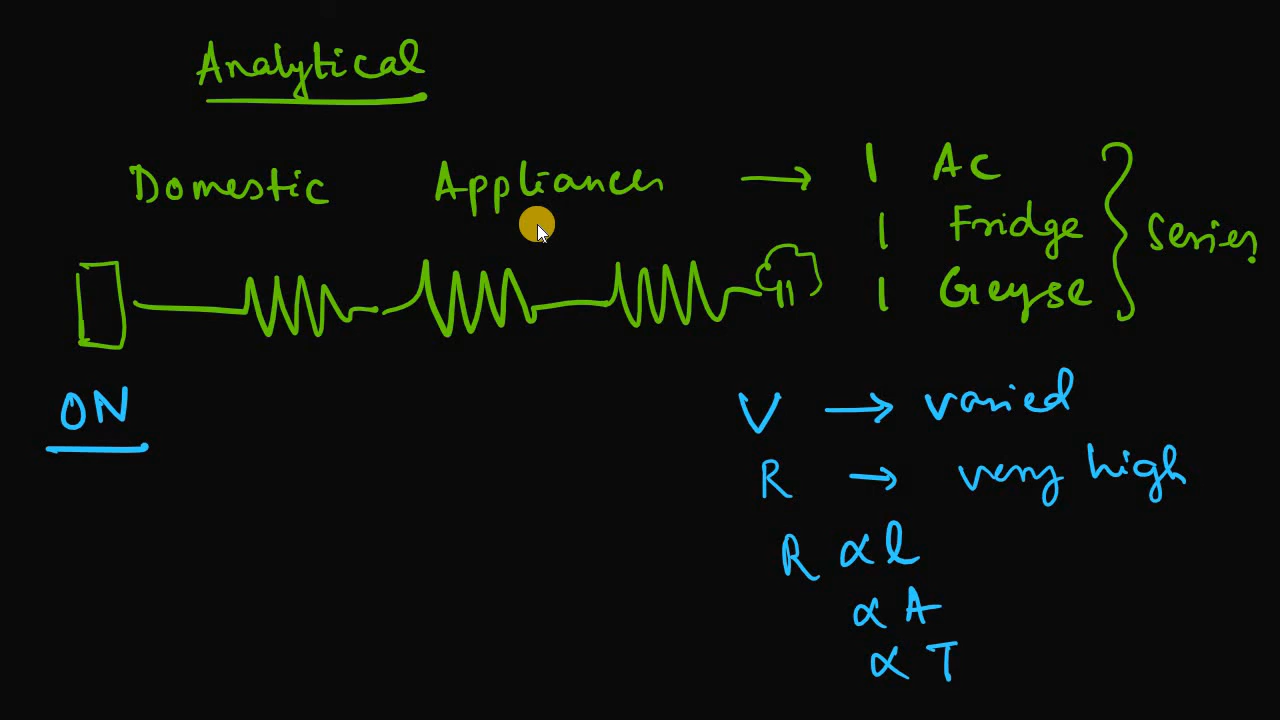 Analytical
Domestic Appliances → 1 Ac
1 Fridge
1 Geyse
Series
ON
V → varied
R → very high
R ∝ l
∝ A
∝ T